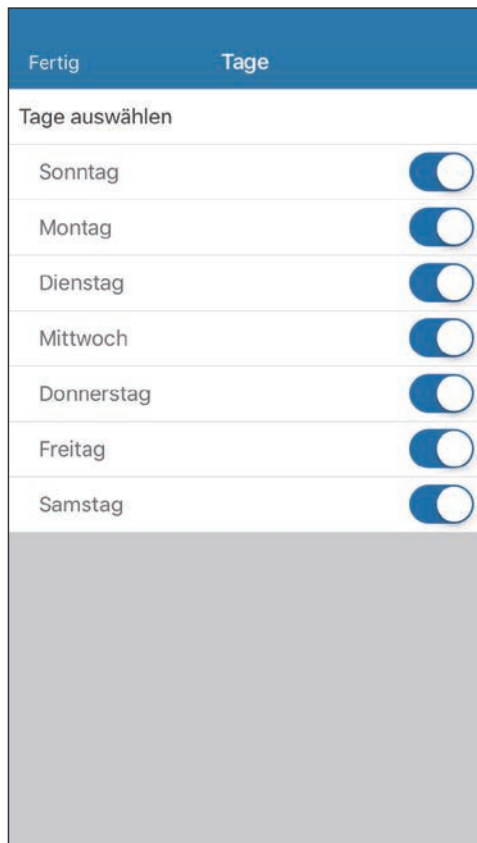 Fertig Tage
Tage auswählen
Sonntag
Montag
Dienstag
Mittwoch
Donnerstag
Freitag
Samstag